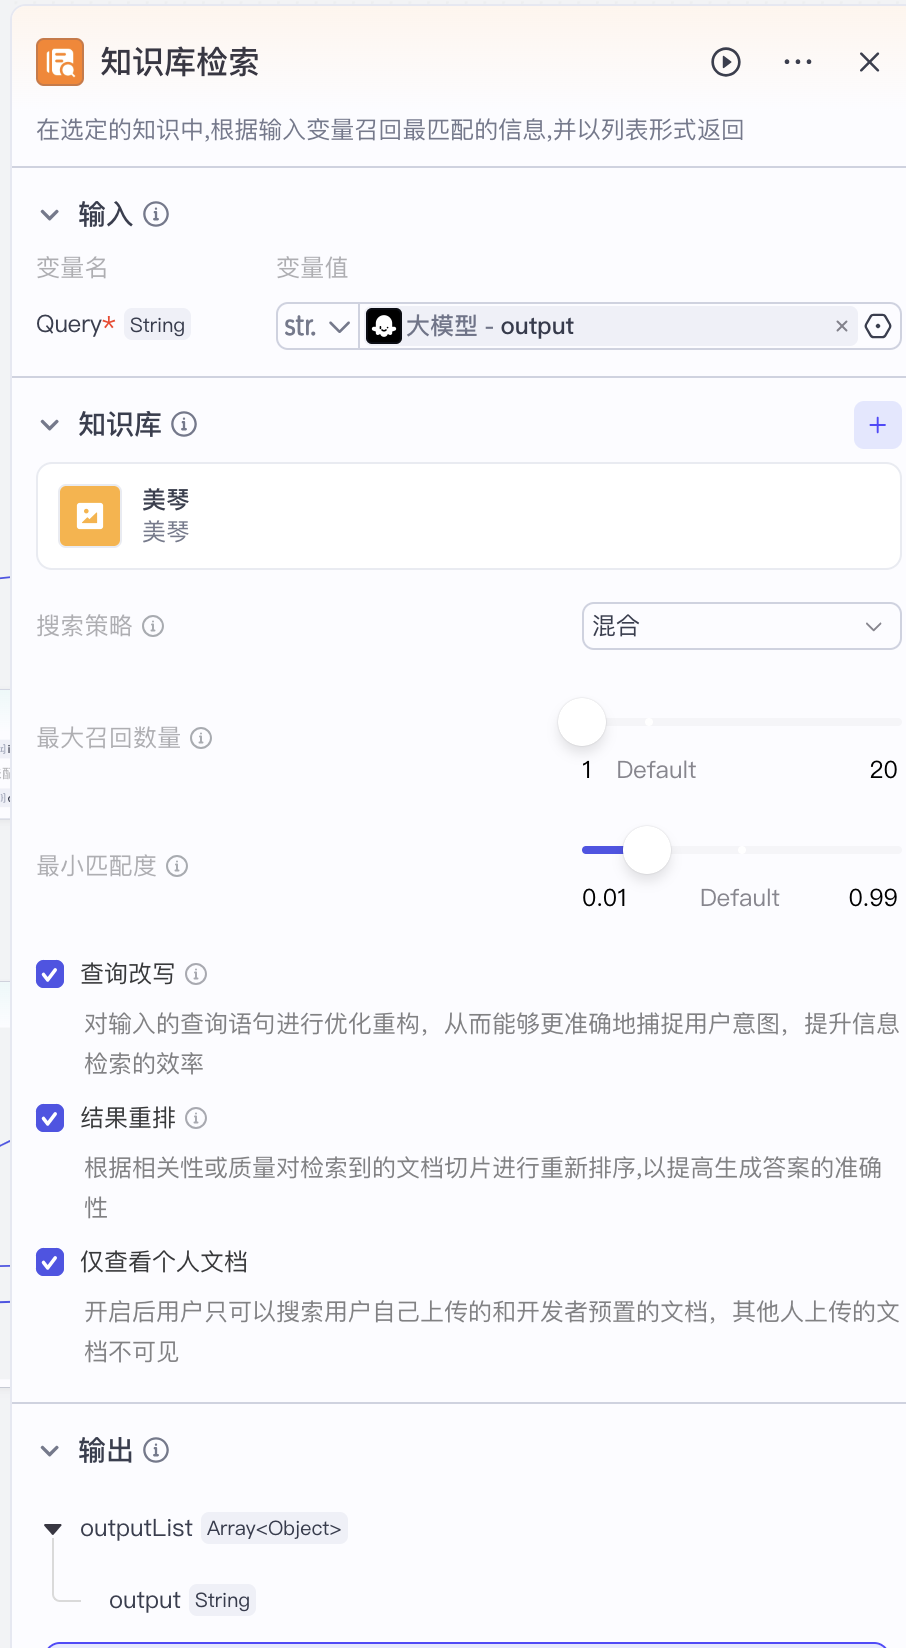 知识库检索
在选定的知识中,根据输入变量召回最匹配的信息,并以列表形式返回
输入
变量名 变量值
Query* String str. 大模型 - output
知识库
美琴
美琴
搜索策略 混合
最大召回数量
1 Default 20
最小匹配度
0.01 Default 0.99
查询改写
对输入的查询语句进行优化重构，从而能够更准确地捕捉用户意图，提升信息
检索的效率
结果重排
根据相关性或质量对检索到的文档切片进行重新排序,以提高生成答案的准确
性
仅查看个人文档
开启后用户只可以搜索用户自己上传的和开发者预置的文档，其他人上传的文
档不可见
输出
outputList Array<Object>
output String